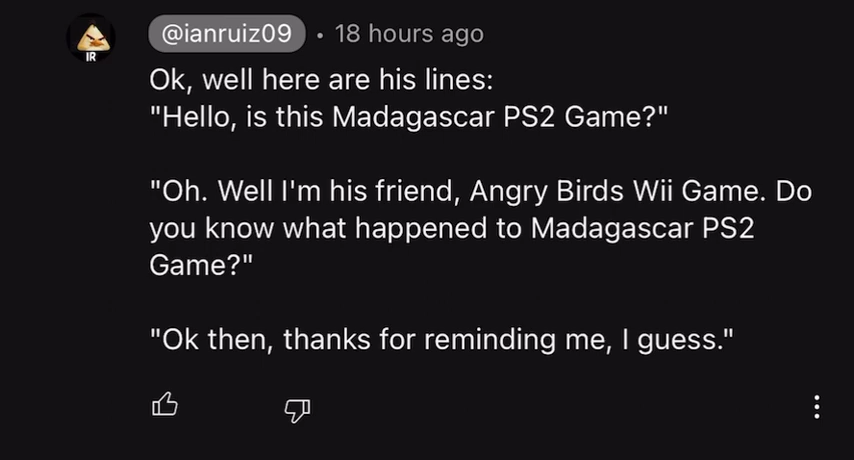 @ianruiz09 • 18 hours ago
IR
Ok, well here are his lines:
"Hello, is this Madagascar PS2 Game?"
"Oh. Well I'm his friend, Angry Birds Wii Game. Do
you know what happened to Madagascar PS2
Game?"
"Ok then, thanks for reminding me, I guess."